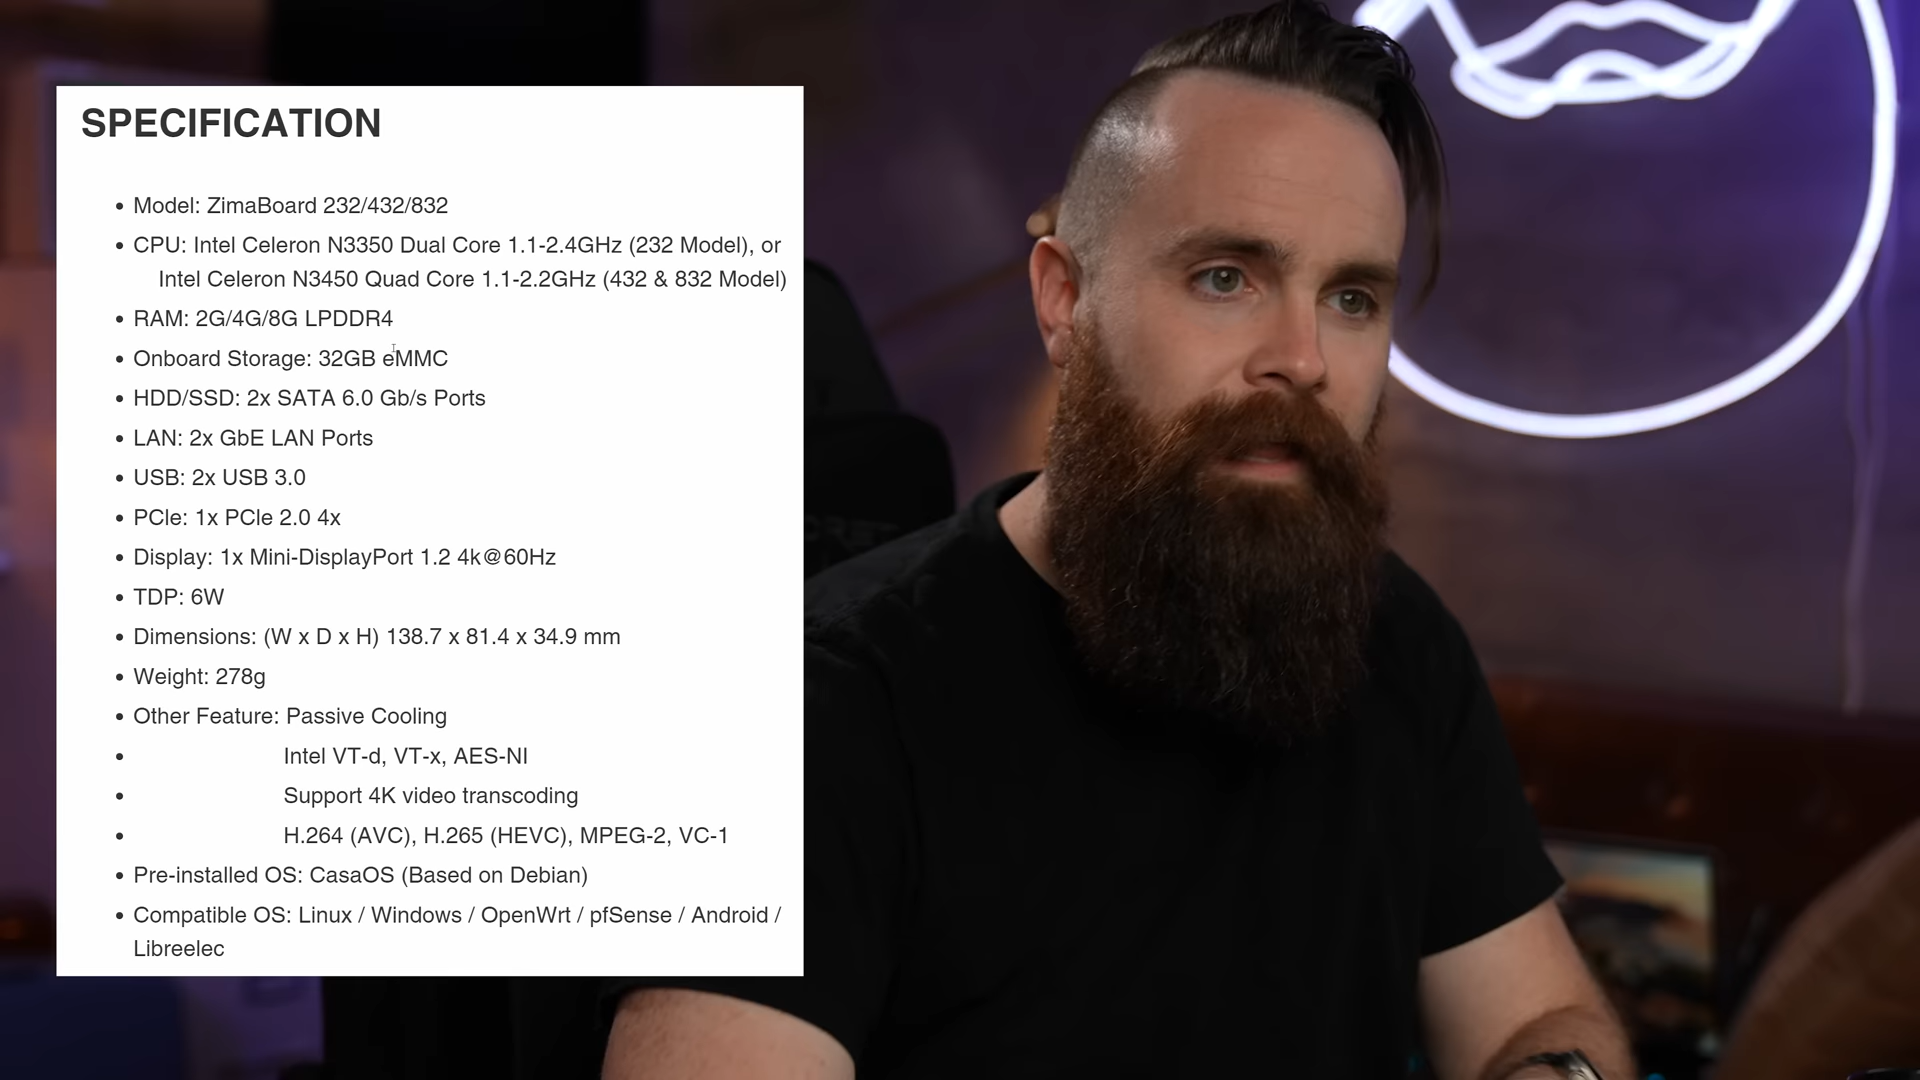 SPECIFICATION
Model: ZimaBoard 232/432/832
CPU: Intel Celeron N3350 Dual Core 1.1-2.4GHz (232 Model), or
Intel Celeron N3450 Quad Core 1.1-2.2GHz (432 & 832 Model)
RAM: 2G/4G/8G LPDDR4
Onboard Storage: 32GB eMMC
HDD/SSD: 2x SATA 6.0 Gb/s Ports
LAN: 2x GbE LAN Ports
USB: 2x USB 3.0
PCIe: 1x PCIe 2.0 4x
Display: 1x Mini-DisplayPort 1.2 4k@60Hz
TDP: 6W
Dimensions: (W x D x H) 138.7 x 81.4 x 34.9 mm
Weight: 278g
Other Feature: Passive Cooling
Intel VT-d, VT-x, AES-NI
Support 4K video transcoding
H.264 (AVC), H.265 (HEVC), MPEG-2, VC-1
Pre-installed OS: CasaOS (Based on Debian)
Compatible OS: Linux / Windows / OpenWrt / pfSense / Android /
Libreelec